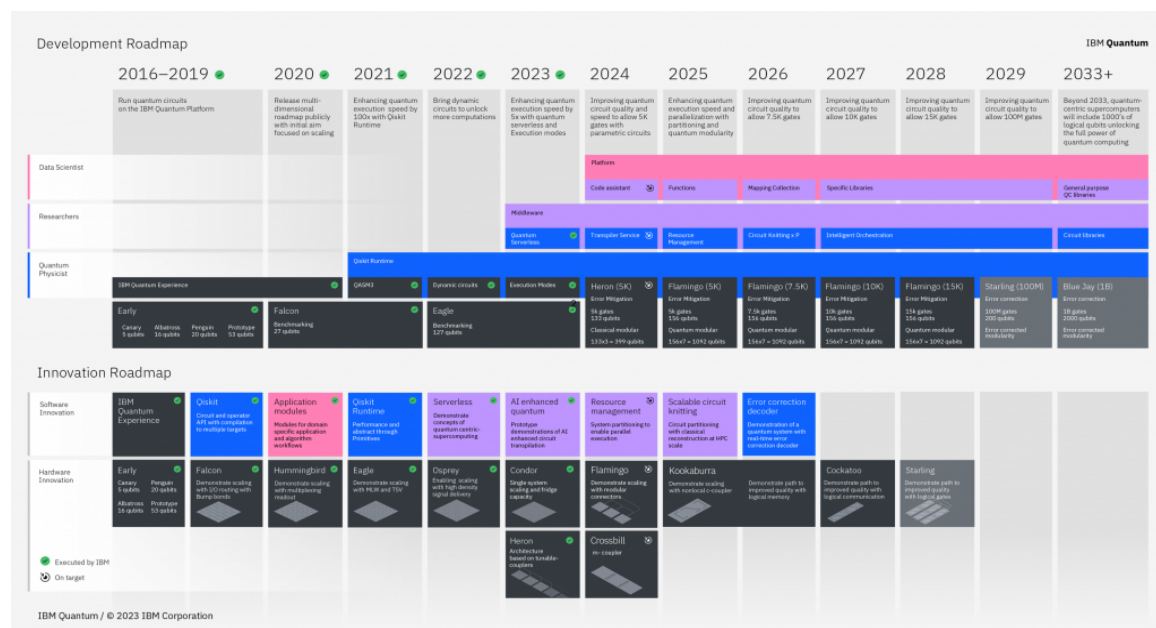 Development Roadmap
IBM Quantum
2016–2019
2020
2021
2022
2023
2024
2025
2026
2027
2028
2029
2033+
Run quantum circuits
on the IBM Quantum Platform
Release multi-
dimensional
roadmap publicly
with initial aim
focused on scaling
Enhancing quantum
execution speed by
100x with Qiskit
Runtime
Bring dynamic
circuits to unlock
more computations
Enhancing quantum
execution speed by
5x with quantum
serverless and
Execution modes
Improving quantum
circuit quality and
speed to allow 5K
gates with
parametric circuits
Enhancing quantum
execution speed and
parallelization with
partitioning and
quantum modularity
Improving quantum
circuit quality to
allow 7.5K gates
Improving quantum
circuit quality to
allow 10K gates
Improving quantum
circuit quality to
allow 15K gates
Improving quantum
circuit quality to
allow 100M gates
Beyond 2033, quantum-
centric supercomputers
will include 1000's of
logical qubits unlocking
the full power of
quantum computing
Data Scientist
Platform
Code assistant
Functions
Mapping Collection
Specific Libraries
General purpose
QC libraries
Researchers
Middleware
Quantum
Serverless
Transpiler Service
Resource
Management
Circuit Knitting x P
Intelligent Orchestration
Circuit libraries
Quantum
Physicist
Qiskit Runtime
IBM Quantum Experience
QASM3
Dynamic circuits
Execution Modes
Early
Canary
5 qubits
Albatross
16 qubits
Penguin
20 qubits
Prototype
53 qubits
Falcon
Benchmarking
27 qubits
Eagle
Benchmarking
127 qubits
Heron (5K)
Error Mitigation
5k gates
133 qubits
Classical modular
133x3 = 399 qubits
Flamingo (5K)
Error Mitigation
5k gates
156 qubits
Quantum modular
156x7 = 1092 qubits
Flamingo (7.5K)
Error Mitigation
7.5k gates
156 qubits
Quantum modular
156x7 = 1092 qubits
Flamingo (10K)
Error Mitigation
10k gates
156 qubits
Quantum modular
156x7 = 1092 qubits
Flamingo (15K)
Error Mitigation
15k gates
156 qubits
Quantum modular
156x7 = 1092 qubits
Starling (100M)
Error correction
100M gates
200 qubits
Error corrected
modularity
Blue Jay (1B)
Error correction
1B gates
2000 qubits
Error corrected
modularity
Innovation Roadmap
Software
Innovation
IBM
Quantum
Experience
Qiskit
Circuit and operator
API with compilation
to multiple targets
Application
modules
Modules for domain
specific application
and algorithm
workflows
Qiskit
Runtime
Performance and
abstract through
Primitives
Serverless
Demonstrate
concepts of
quantum centric-
supercomputing
AI enhanced
quantum
Prototype
demonstrations of AI
enhanced circuit
transpilation
Resource
management
System partitioning to
enable parallel
execution
Scalable circuit
knitting
Circuit partitioning
with classical
reconstruction at HPC
scale
Error correction
decoder
Demonstration of a
quantum system with
real-time error
correction decoder
Hardware
Innovation
Early
Canary
5 qubits
Penguin
20 qubits
Albatross
16 qubits
Prototype
53 qubits
Falcon
Demonstrate scaling
with I/O routing with
Bump bonds
Hummingbird
Demonstrate scaling
with multiplexing
readout
Eagle
Demonstrate scaling
with MLW and TSV
Osprey
Enabling scaling
with high density
signal delivery
Condor
Single system
scaling and fridge
capacity
Flamingo
Demonstrate scaling
with modular
connectors
Kookaburra
Demonstrate scaling
with nonlocal c-coupler
Demonstrate path to
improved quality with
logical memory
Cockatoo
Demonstrate path to
improved quality with
logical communication
Starling
Demonstrate path to
improved quality
with logical gates
Heron
Architecture
based on tunable-
couplers
Crossbill
m- coupler
Executed by IBM
On target
IBM Quantum / © 2023 IBM Corporation